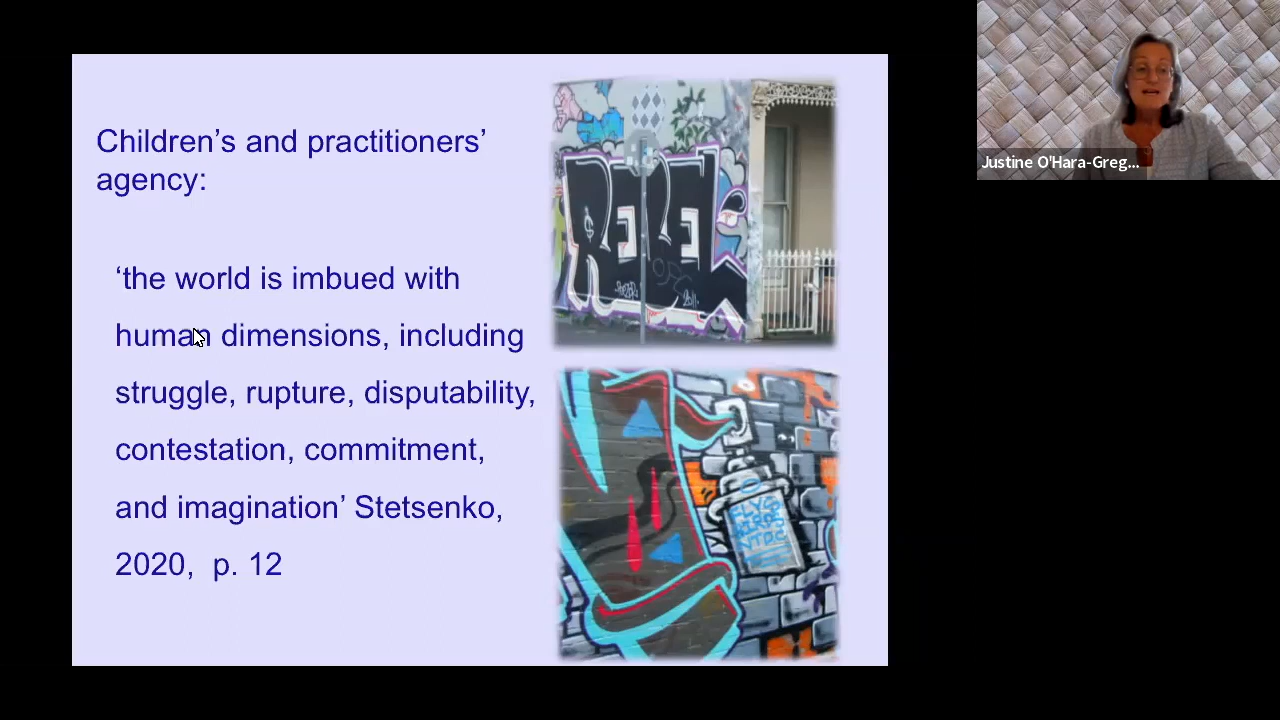 Children's and practitioners'
agency:
‘the world is imbued with
human dimensions, including
struggle, rupture, disputability,
contestation, commitment,
and imagination’ Stetsenko,
2020, p. 12
REBEL
Justine O'Hara-Greg...